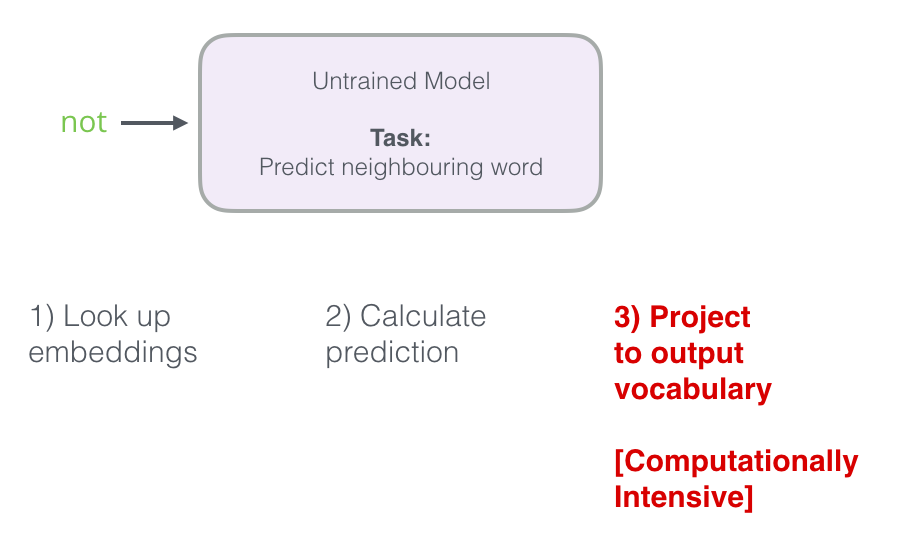 Untrained Model
not
Task:
Predict neighbouring word
1) Look up
embeddings
2) Calculate
prediction
3) Project
to output
vocabulary
[Computationally
Intensive]